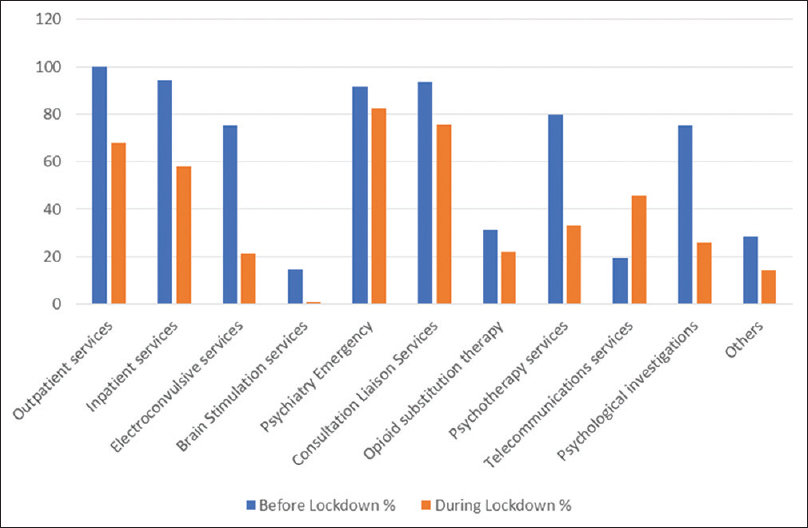 120
100
80
60
40
20
0
Outpatient services
Inpatient services
Electroconvulsive services
Brain Stimulation services
Psychiatry Emergency
Consultation Liaison Services
Opioid substitution therapy
Psychotherapy services
Telecommunications services
Psychological investigations
Others
Before Lockdown % During Lockdown %